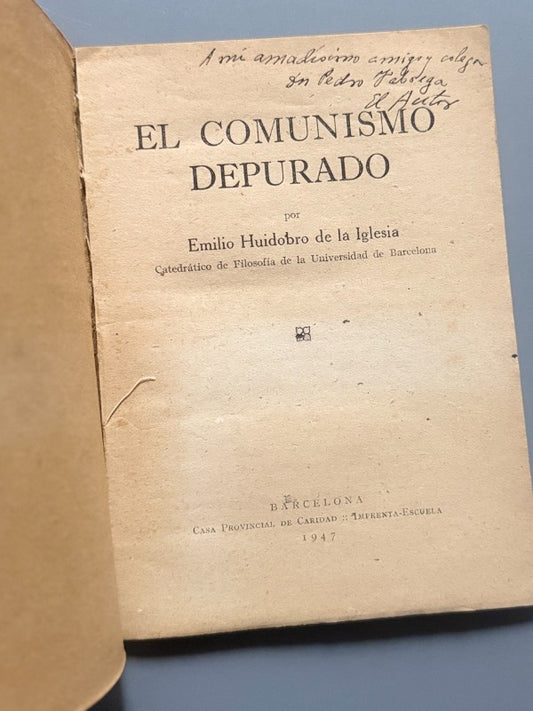 A mi amadísimo amigo y colega
Dn Pedro Fábrega
El Autor
EL COMUNISMO
DEPURADO
por
Emilio Huidobro de la Iglesia
Catedrático de Filosofía de la Universidad de Barcelona
BARCELONA
CASA PROVINCIAL DE CARIDAD :: IMPRENTA-ESCUELA
1947